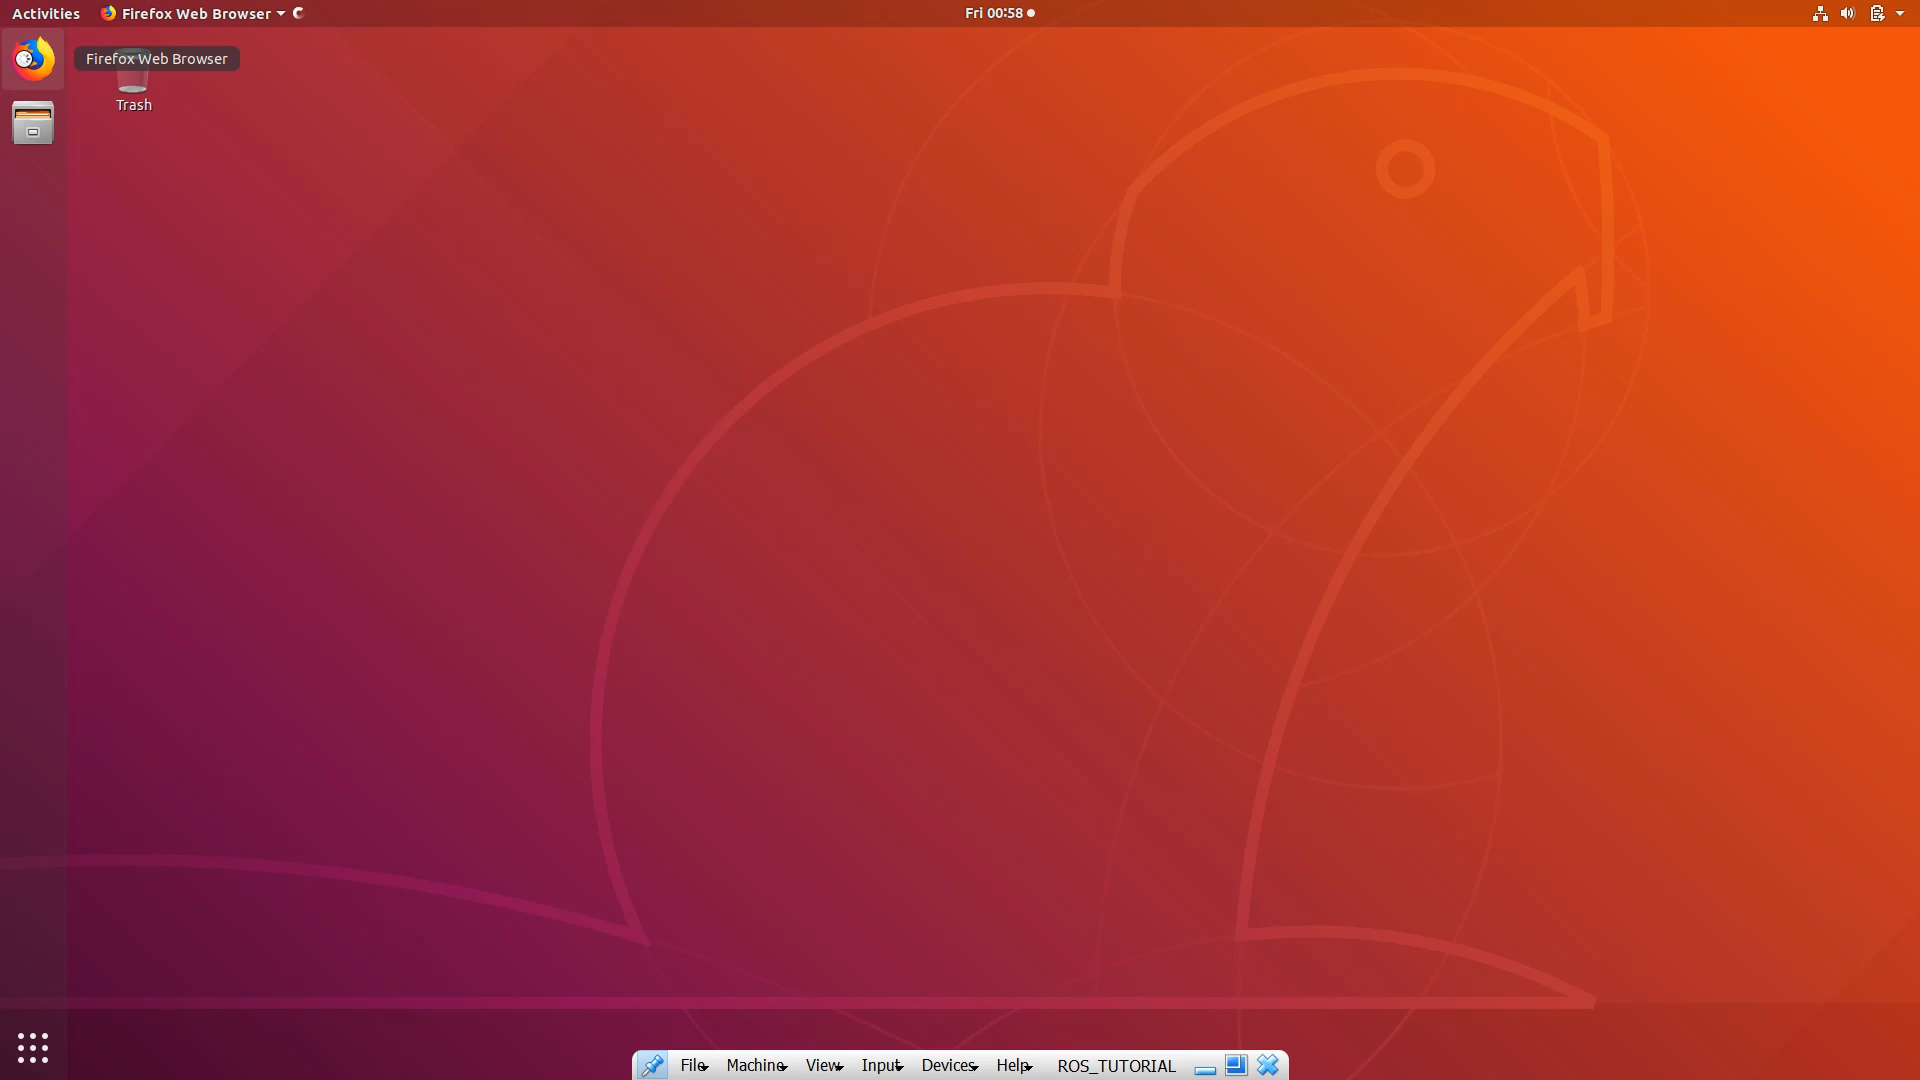 Activities Firefox Web Browser Fri 00:58
Firefox Web Browser
Trash
File Machine View Input Devices Help ROS_TUTORIAL